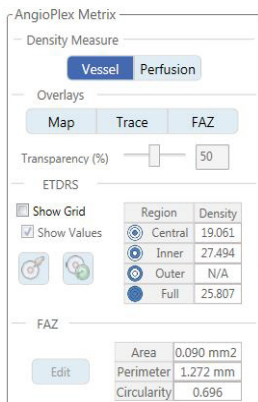 AngioPlex Metrix
Density Measure
Vessel Perfusion
Overlays
Map Trace FAZ
Transparency (%) 50
ETDRS
Show Grid
Show Values
Region Density
Central 19.061
Inner 27.494
Outer N/A
Full 25.807
FAZ
Edit
Area 0.090 mm2
Perimeter 1.272 mm
Circularity 0.696